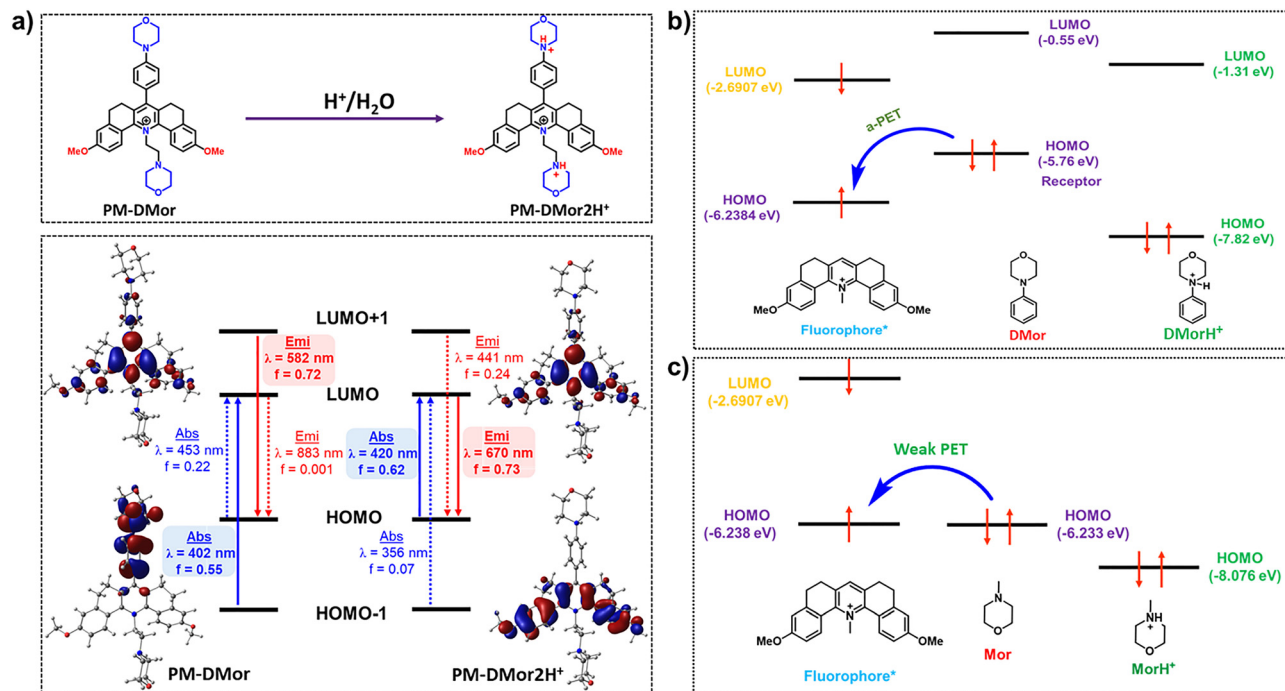 a)
O
N
MeO
OMe
N
N
O
PM-DMor
H⁺/H₂O
O
H
N
+
MeO
OMe
N
H
N
+
O
PM-DMor2H⁺
LUMO+1
Emi
λ = 582 nm
f = 0.72
Emi
λ = 441 nm
f = 0.24
LUMO
Abs
λ = 453 nm
f = 0.22
Emi
λ = 883 nm
f = 0.001
Abs
λ = 420 nm
f = 0.62
Emi
λ = 670 nm
f = 0.73
HOMO
Abs
λ = 402 nm
f = 0.55
Abs
λ = 356 nm
f = 0.07
HOMO-1
PM-DMor
PM-DMor2H⁺
b)
LUMO
(-2.6907 eV)
LUMO
(-0.55 eV)
LUMO
(-1.31 eV)
a-PET
HOMO
(-5.76 eV)
Receptor
HOMO
(-6.2384 eV)
HOMO
(-7.82 eV)
MeO
N
+
OMe
Fluorophore*
O
N
DMor
O
N
+
H
DMorH⁺
c)
LUMO
(-2.6907 eV)
Weak PET
HOMO
(-6.238 eV)
HOMO
(-6.233 eV)
HOMO
(-8.076 eV)
MeO
N
+
OMe
Fluorophore*
N
O
Mor
NH
+
O
MorH⁺